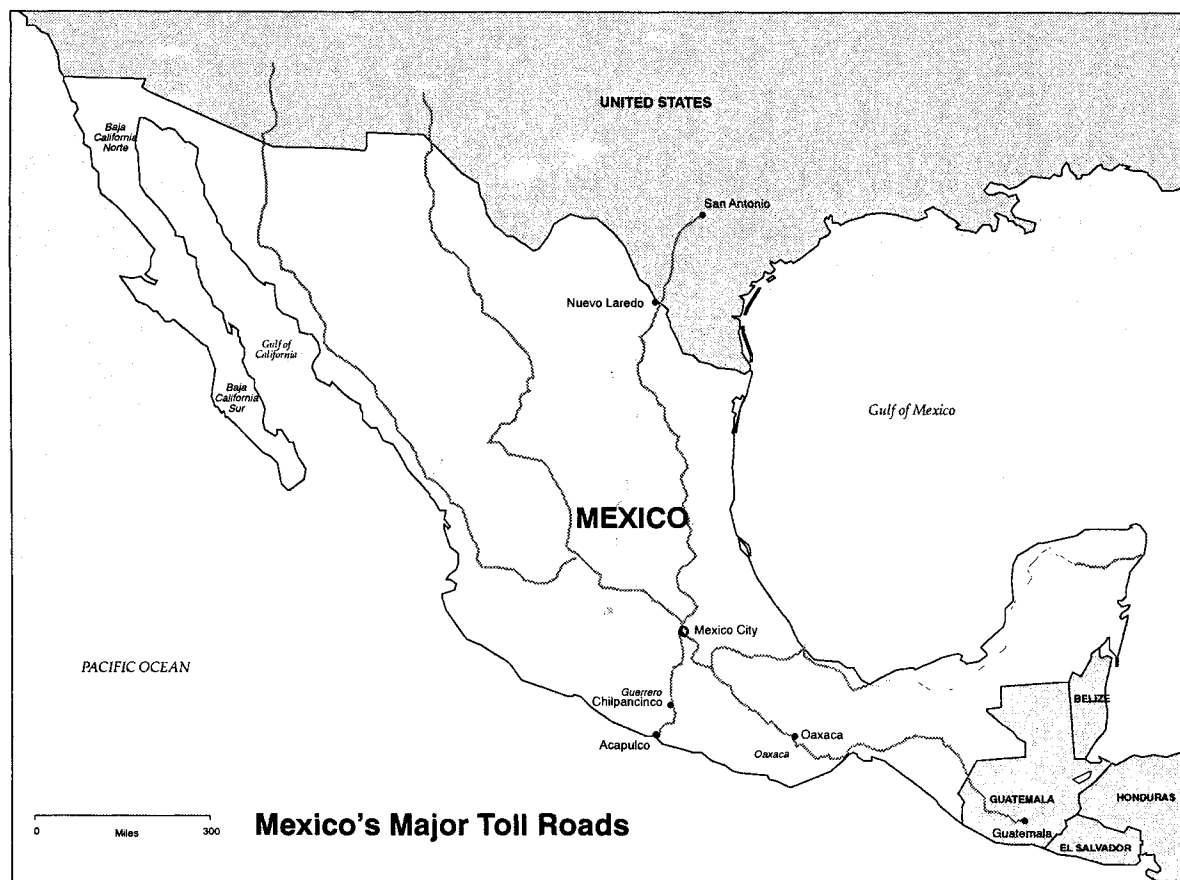 UNITED STATES
Baja
California
Norte
San Antonio
Nuevo Laredo
Gulf of
California
Baja
California
Sur
Gulf of Mexico
MEXICO
Mexico City
PACIFIC OCEAN
Guerrero
Chilpancinco
BELIZE
Acapulco
Oaxaca
Oaxaca
GUATEMALA
HONDURAS
Guatemala
EL SALVADOR
0 Miles 300
Mexico's Major Toll Roads